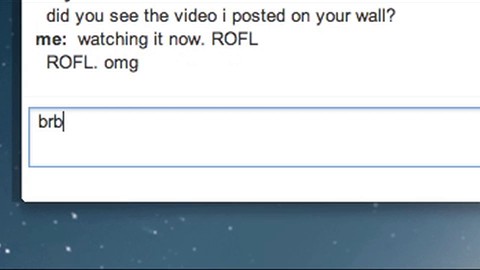 did you see the video i posted on your wall?
me: watching it now. ROFL
ROFL. omg
brb